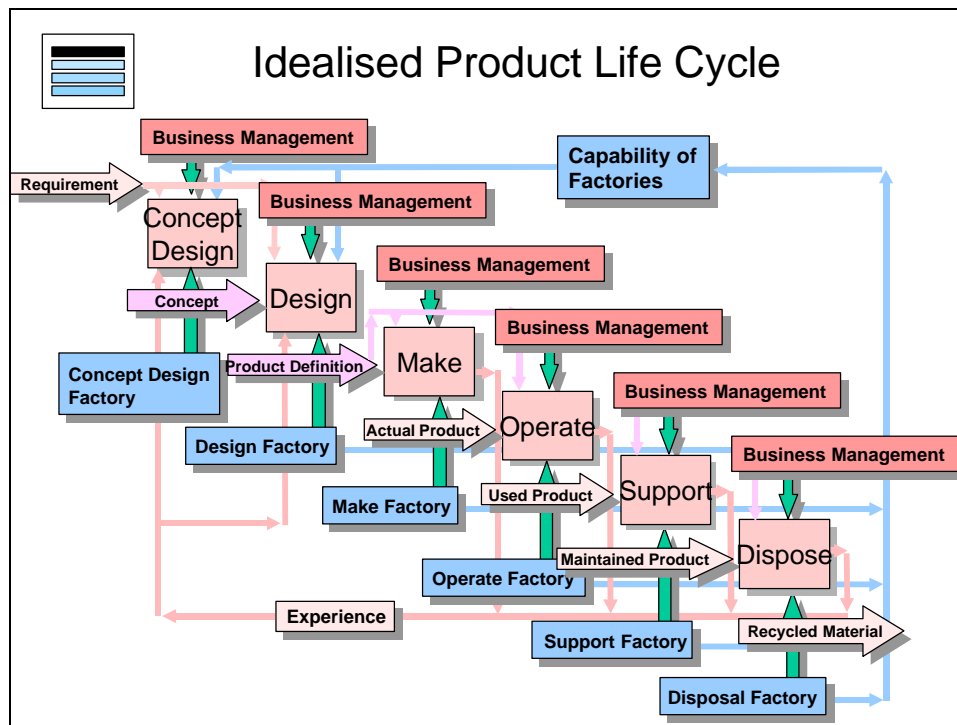 Idealised Product Life Cycle
Business Management
Capability of
Factories
Requirement
Business Management
Concept
Design
Business Management
Concept
Design
Business Management
Product Definition
Make
Concept Design
Factory
Business Management
Actual Product
Operate
Design Factory
Business Management
Used Product
Support
Make Factory
Maintained Product
Dispose
Operate Factory
Experience
Recycled Material
Support Factory
Disposal Factory